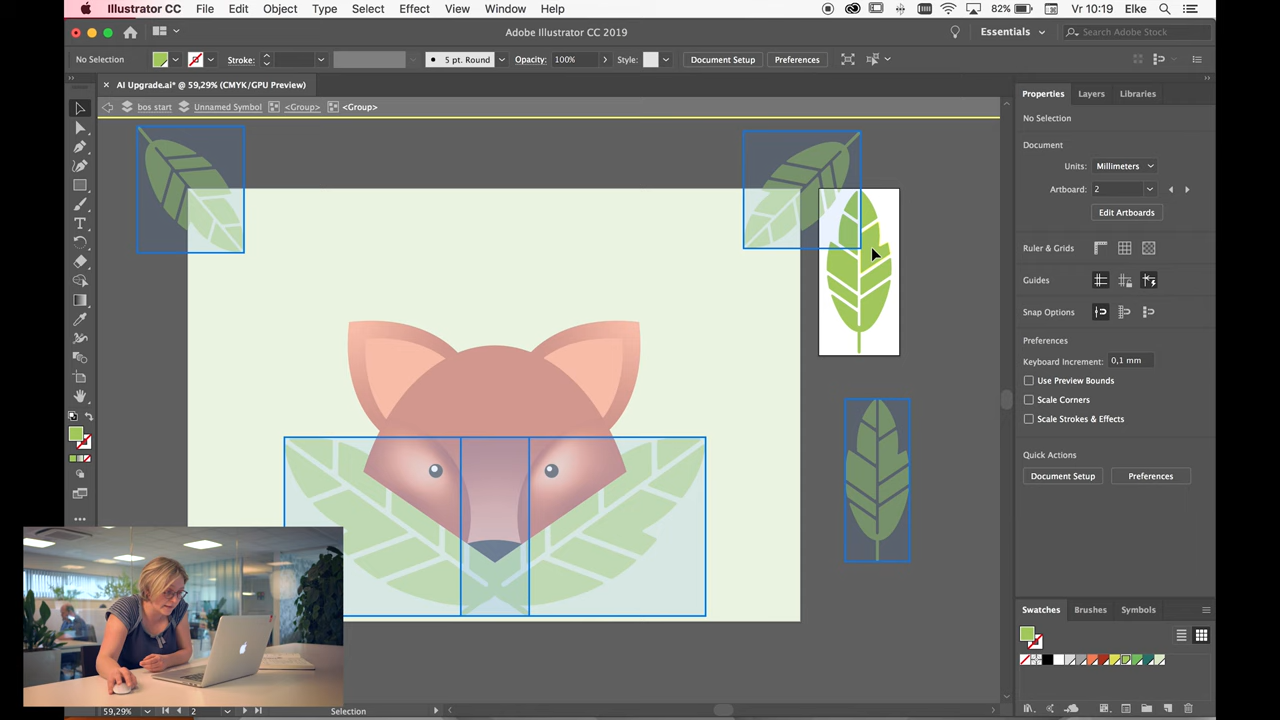 Illustrator CC File Edit Object Type Select Effect View Window Help 82% Vr 10:19 Elke
Adobe Illustrator CC 2019 Essentials Search Adobe Stock
No Selection Stroke: 5 pt. Round Opacity: 100% Style: Document Setup Preferences
AI Upgrade.ai* @ 59,29% (CMYK/GPU Preview)
bos start Unnamed Symbol <Group> <Group>
Properties Layers Libraries
No Selection
Document
Units: Millimeters
Artboard: 2
Edit Artboards
Ruler & Grids
Guides
Snap Options
Preferences
Keyboard Increment: 0,1 mm
Use Preview Bounds
Scale Corners
Scale Strokes & Effects
Quick Actions
Document Setup Preferences
Swatches Brushes Symbols
59,29% 2 Selection